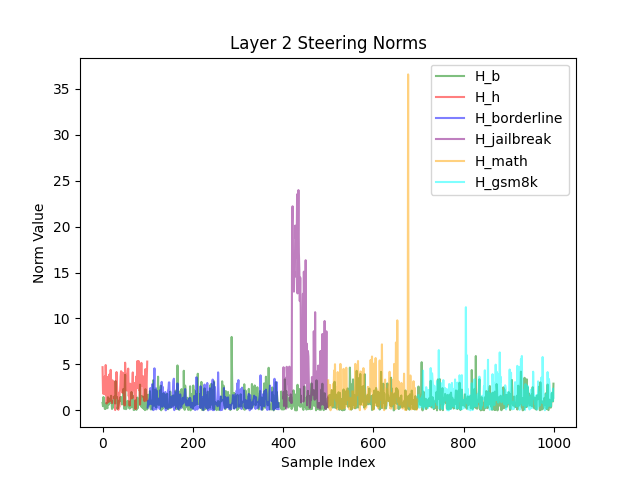 Layer 2 Steering Norms
H_b
H_h
H_borderline
H_jailbreak
H_math
H_gsm8k
Norm Value
35
30
25
20
15
10
5
0
0 200 400 600 800 1000
Sample Index